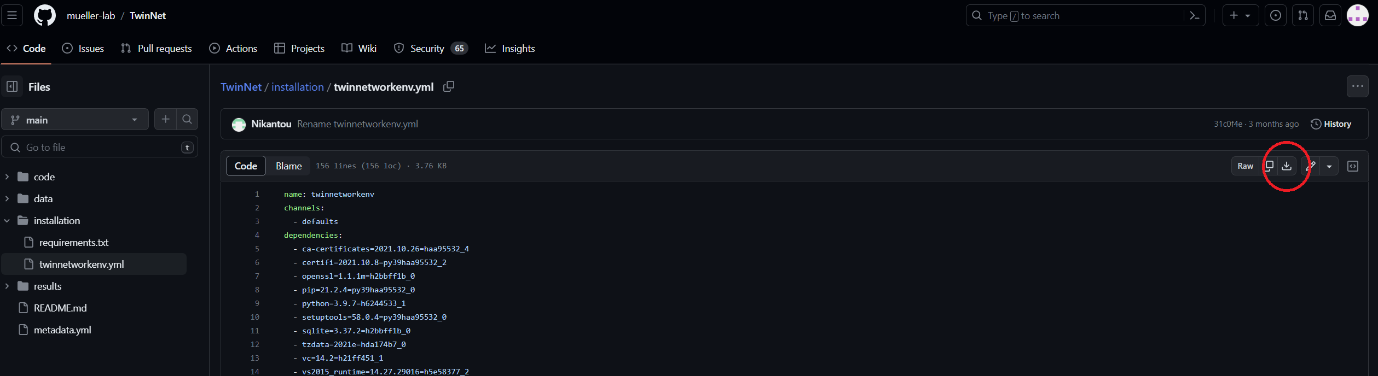 mueller-lab / TwinNet
Type / to search
Code Issues Pull requests Actions Projects Wiki Security 65 Insights
Files
main
Go to file t
code
data
installation
requirements.txt
twinnetworkenv.yml
results
README.md
metadata.yml
TwinNet / installation / twinnetworkenv.yml
Nikantou Rename twinnetworkenv.yml 31c0f4e · 3 months ago History
Code Blame 156 lines (156 loc) · 3.76 KB Raw
1 name: twinnetworkenv
2 channels:
3 - defaults
4 dependencies:
5 - ca-certificates=2021.10.26=haa95532_4
6 - certifi=2021.10.8=py39haa95532_2
7 - openssl=1.1.1m=h2bbff1b_0
8 - pip=21.2.4=py39haa95532_0
9 - python=3.9.7=h6244533_1
10 - setuptools=58.0.4=py39haa95532_0
11 - sqlite=3.37.2=h2bbff1b_0
12 - tzdata=2021e=hda174b7_0
13 - vc=14.2=h21ff451_1
14 - vs2015_runtime=14.27.29016=h5e58377_2